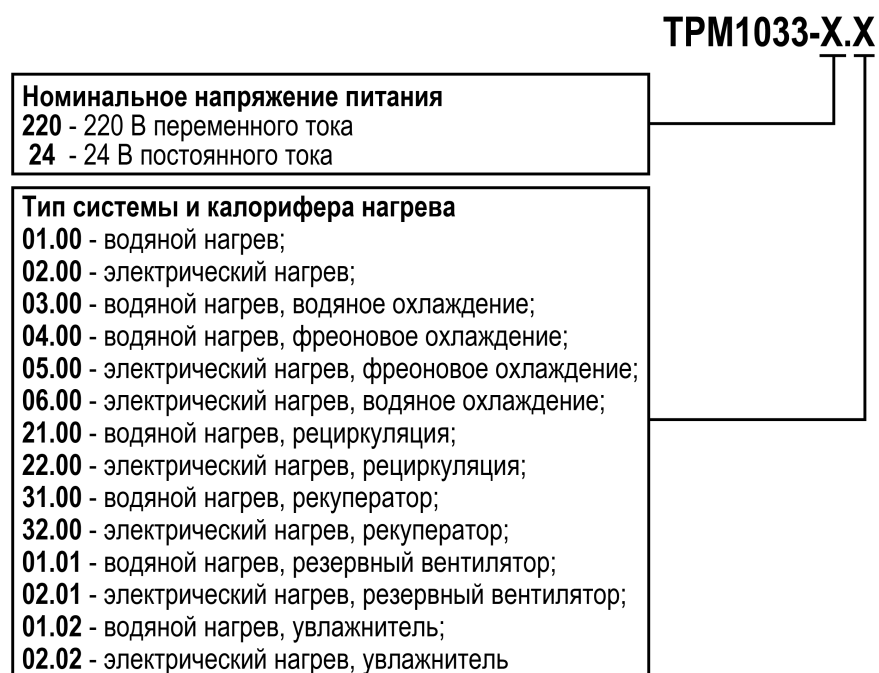 ТРМ1033-Х.Х
Номинальное напряжение питания
220 - 220 В переменного тока
24 - 24 В постоянного тока
Тип системы и калорифера нагрева
01.00 - водяной нагрев;
02.00 - электрический нагрев;
03.00 - водяной нагрев, водяное охлаждение;
04.00 - водяной нагрев, фреоновое охлаждение;
05.00 - электрический нагрев, фреоновое охлаждение;
06.00 - электрический нагрев, водяное охлаждение;
21.00 - водяной нагрев, рециркуляция;
22.00 - электрический нагрев, рециркуляция;
31.00 - водяной нагрев, рекуператор;
32.00 - электрический нагрев, рекуператор;
01.01 - водяной нагрев, резервный вентилятор;
02.01 - электрический нагрев, резервный вентилятор;
01.02 - водяной нагрев, увлажнитель;
02.02 - электрический нагрев, увлажнитель